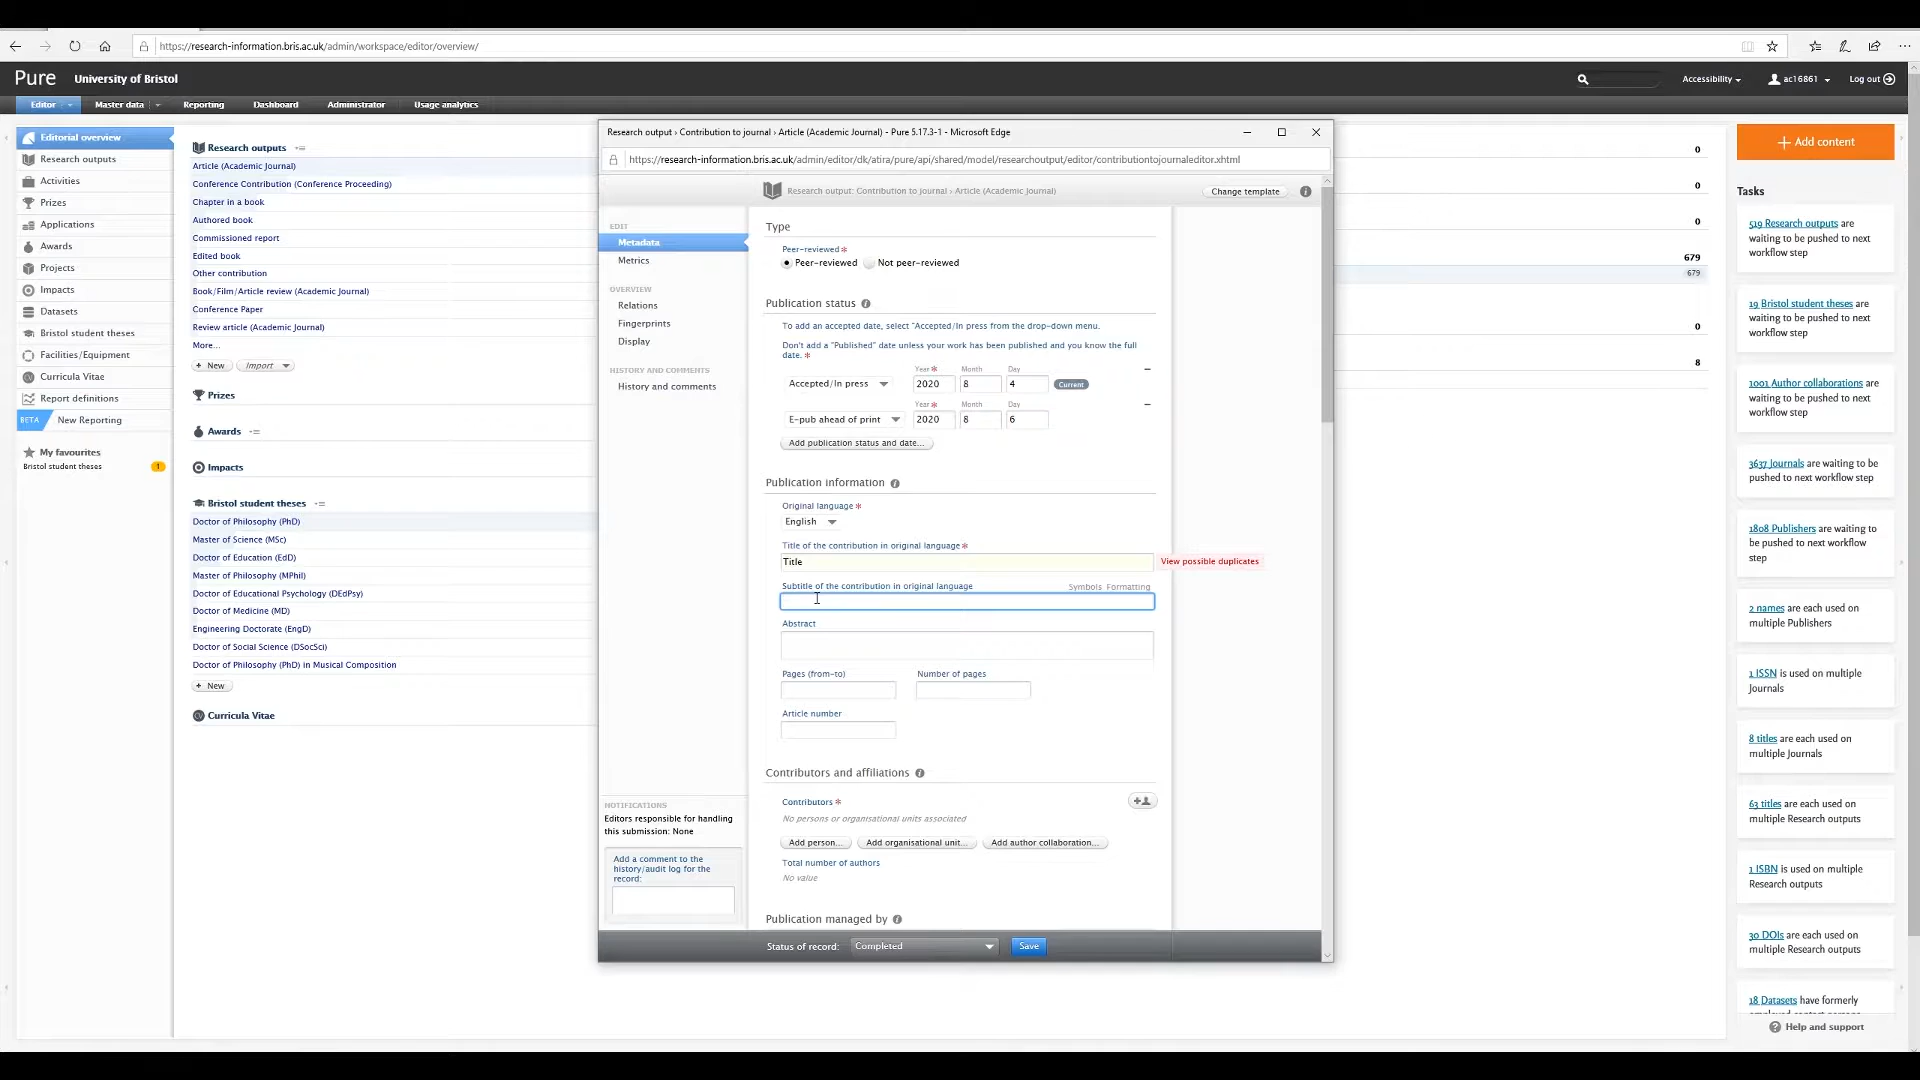 https://research-information.bris.ac.uk/admin/workspace/editor/overview/
Pure University of Bristol
Accessibility
ac16861
Log out
Editor
Master data
Reporting
Dashboard
Administrator
Usage analytics
Editorial overview
Research outputs
Activities
Prizes
Applications
Awards
Projects
Impacts
Datasets
Bristol student theses
Facilities/Equipment
Curricula Vitae
Report definitions
BETA New Reporting
My favourites
Bristol student theses 1
Research outputs
Article (Academic Journal)
Conference Contribution (Conference Proceeding)
Chapter in a book
Authored book
Commissioned report
Edited book
Other contribution
Book/Film/Article review (Academic Journal)
Conference Paper
Review article (Academic Journal)
More...
+ New Import
Prizes
Awards
Impacts
Bristol student theses
Doctor of Philosophy (PhD)
Master of Science (MSc)
Doctor of Education (EdD)
Master of Philosophy (MPhil)
Doctor of Educational Psychology (DEdPsy)
Doctor of Medicine (MD)
Engineering Doctorate (EngD)
Doctor of Social Science (DSocSci)
Doctor of Philosophy (PhD) in Musical Composition
+ New
Curricula Vitae
Research output › Contribution to journal › Article (Academic Journal) - Pure 5.17.3-1 - Microsoft Edge
https://research-information.bris.ac.uk/admin/editor/dk/atira/pure/api/shared/model/researchoutput/editor/contributiontojournaleditor.xhtml
Research output: Contribution to journal › Article (Academic Journal)
Change template
EDIT
Metadata
Metrics
OVERVIEW
Relations
Fingerprints
Display
HISTORY AND COMMENTS
History and comments
NOTIFICATIONS
Editors responsible for handling
this submission: None
Add a comment to the
history/audit log for the
record:
Type
Peer-reviewed *
Peer-reviewed Not peer-reviewed
Publication status
To add an accepted date, select "Accepted/In press from the drop-down menu.
Don't add a "Published" date unless your work has been published and you know the full
date. *
Year * Month Day
Accepted/In press 2020 8 4 Current
Year * Month Day
E-pub ahead of print 2020 8 6
Add publication status and date...
Publication information
Original language *
English
Title of the contribution in original language *
Title
View possible duplicates
Subtitle of the contribution in original language
Symbols Formatting
Abstract
Pages (from-to) Number of pages
Article number
Contributors and affiliations
Contributors *
No persons or organisational units associated
Add person... Add organisational unit... Add author collaboration...
Total number of authors
No value
Publication managed by
Status of record: Completed Save
0
0
0
679
679
0
8
+ Add content
Tasks
519 Research outputs are
waiting to be pushed to next
workflow step
19 Bristol student theses are
waiting to be pushed to next
workflow step
1001 Author collaborations are
waiting to be pushed to next
workflow step
3637 Journals are waiting to be
pushed to next workflow step
1808 Publishers are waiting to
be pushed to next workflow
step
2 names are each used on
multiple Publishers
1 ISSN is used on multiple
Journals
8 titles are each used on
multiple Journals
63 titles are each used on
multiple Research outputs
1 ISBN is used on multiple
Research outputs
30 DOIs are each used on
multiple Research outputs
18 Datasets have formerly
Help and support